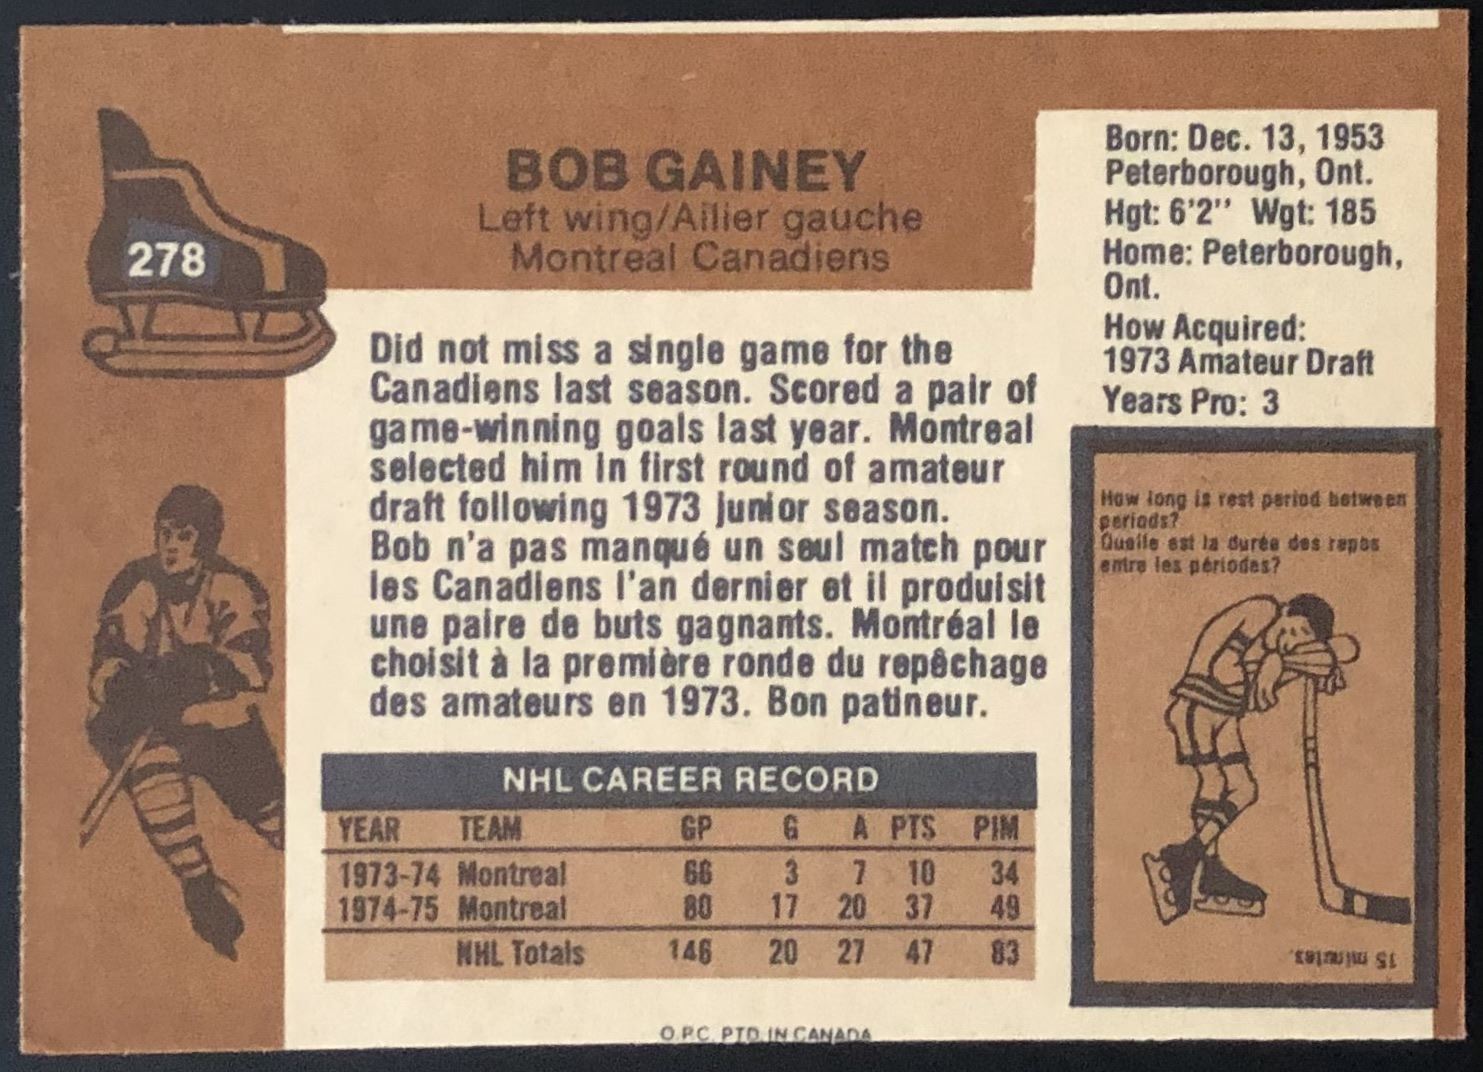 278
BOB GAINEY
Left wing/Ailier gauche
Montreal Canadiens
Born: Dec. 13, 1953
Peterborough, Ont.
Hgt: 6'2" Wgt: 185
Home: Peterborough,
Ont.
How Acquired:
1973 Amateur Draft
Years Pro: 3
Did not miss a single game for the
Canadiens last season. Scored a pair of
game-winning goals last year. Montreal
selected him in first round of amateur
draft following 1973 junior season.
Bob n'a pas manqué un seul match pour
les Canadiens l'an dernier et il produisit
une paire de buts gagnants. Montréal le
choisit à la première ronde du repêchage
des amateurs en 1973. Bon patineur.
How long is rest period between
periods?
Quelle est la durée des repos
entre les périodes?
15 minutes.
NHL CAREER RECORD
YEAR TEAM GP G A PTS PIM
1973-74 Montreal 66 3 7 10 34
1974-75 Montreal 80 17 20 37 49
NHL Totals 146 20 27 47 83
O.P.C. PTD. IN CANADA